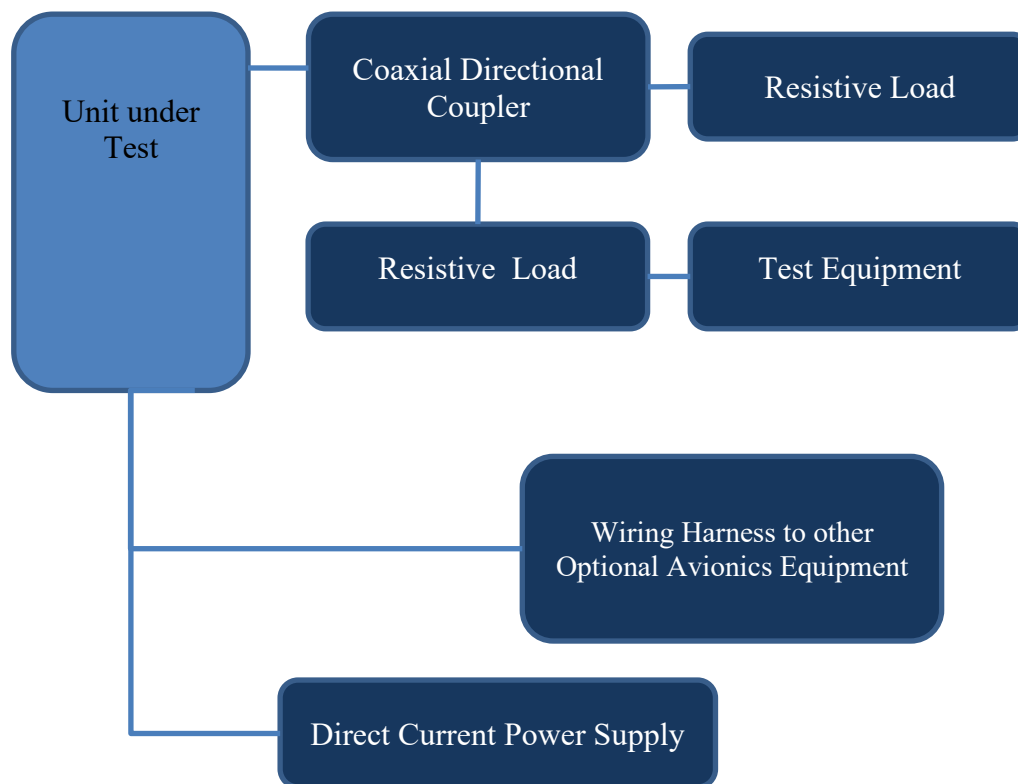 Unit under
Test
Coaxial Directional
Coupler
Resistive Load
Resistive Load
Test Equipment
Wiring Harness to other
Optional Avionics Equipment
Direct Current Power Supply